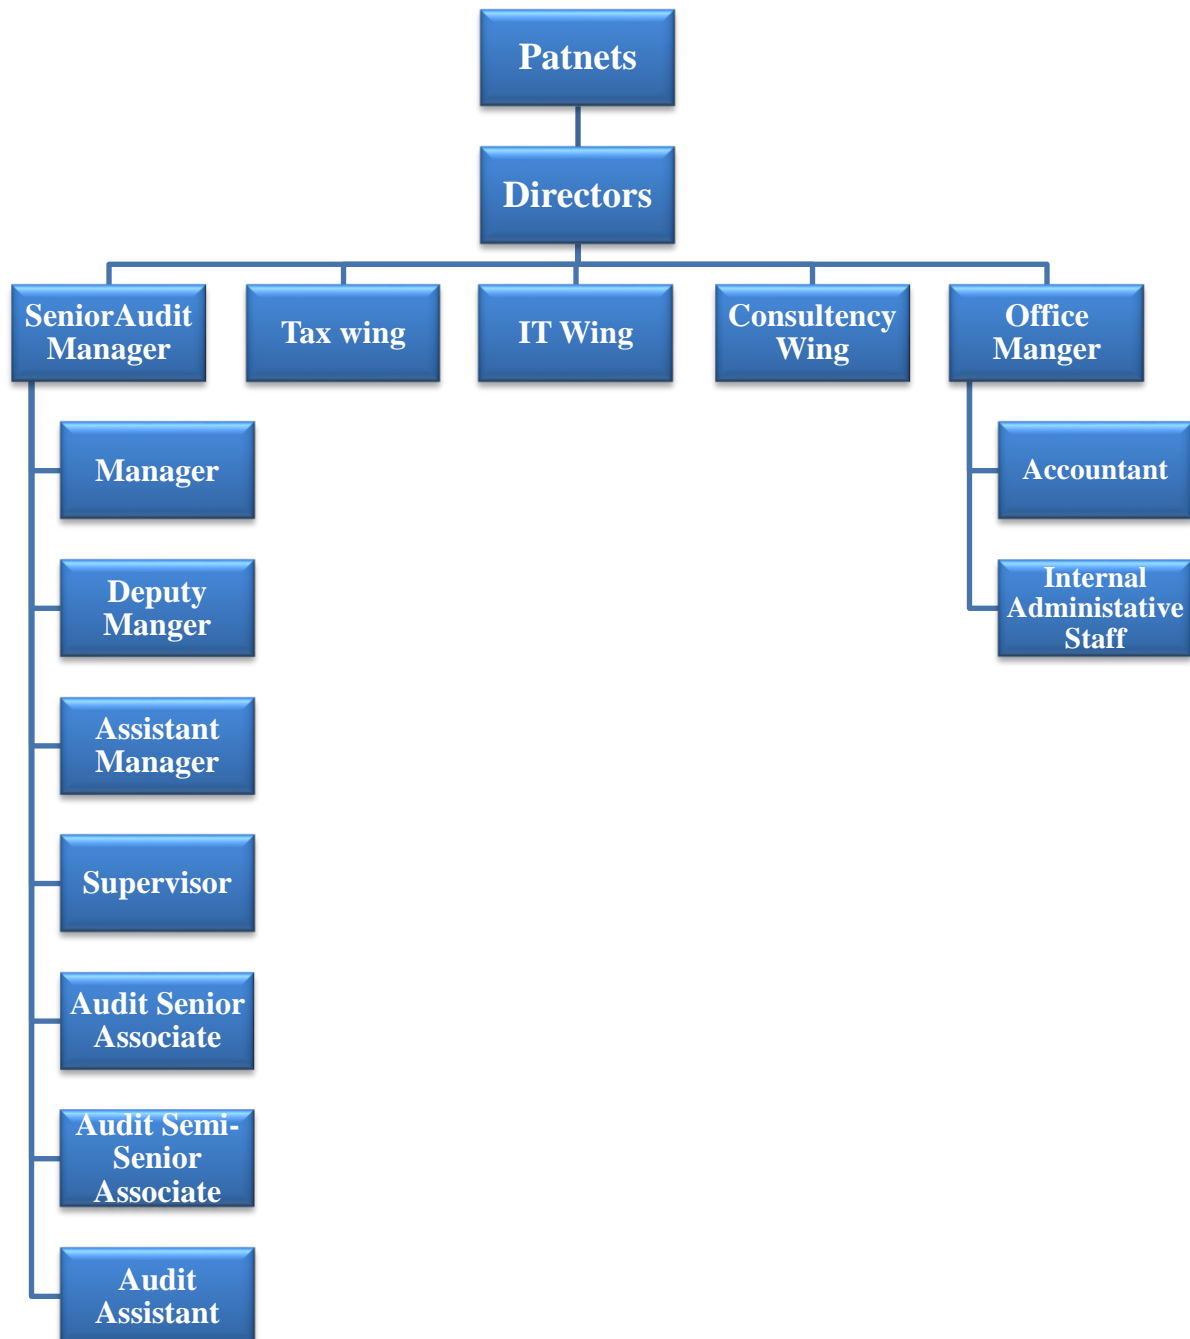 Patnets
Directors
SeniorAudit
Manager
Tax wing
IT Wing
Consultency
Wing
Office
Manger
Manager
Accountant
Deputy
Manger
Internal
Administative
Staff
Assistant
Manager
Supervisor
Audit Senior
Associate
Audit Semi-
Senior
Associate
Audit
Assistant